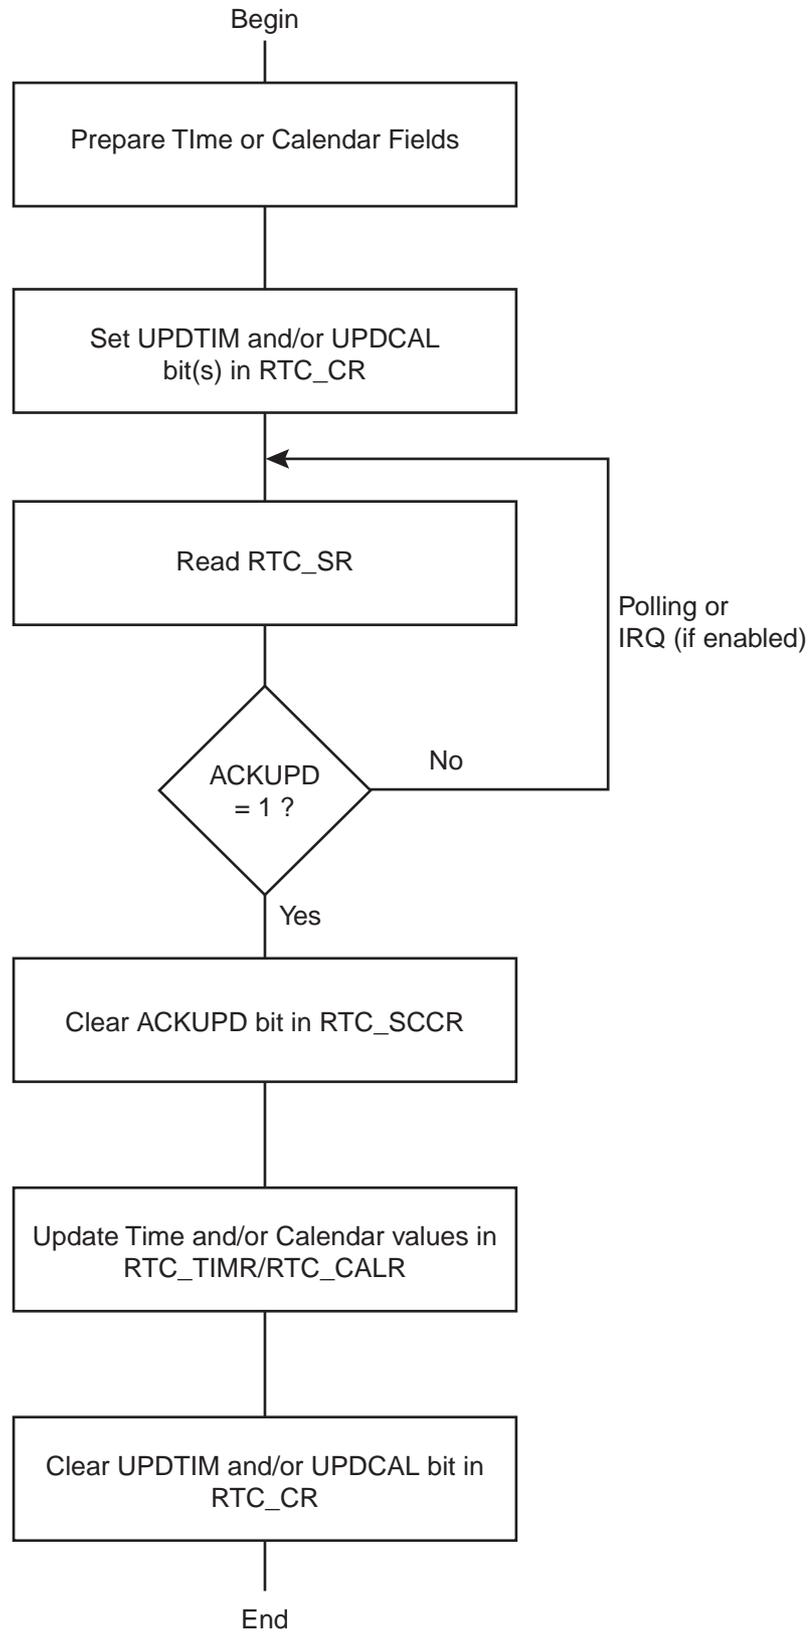 Begin
Prepare TIme or Calendar Fields
Set UPDTIM and/or UPDCAL
bit(s) in RTC_CR
Read RTC_SR
Polling or
IRQ (if enabled)
ACKUPD
= 1 ?
No
Yes
Clear ACKUPD bit in RTC_SCCR
Update Time and/or Calendar values in
RTC_TIMR/RTC_CALR
Clear UPDTIM and/or UPDCAL bit in
RTC_CR
End